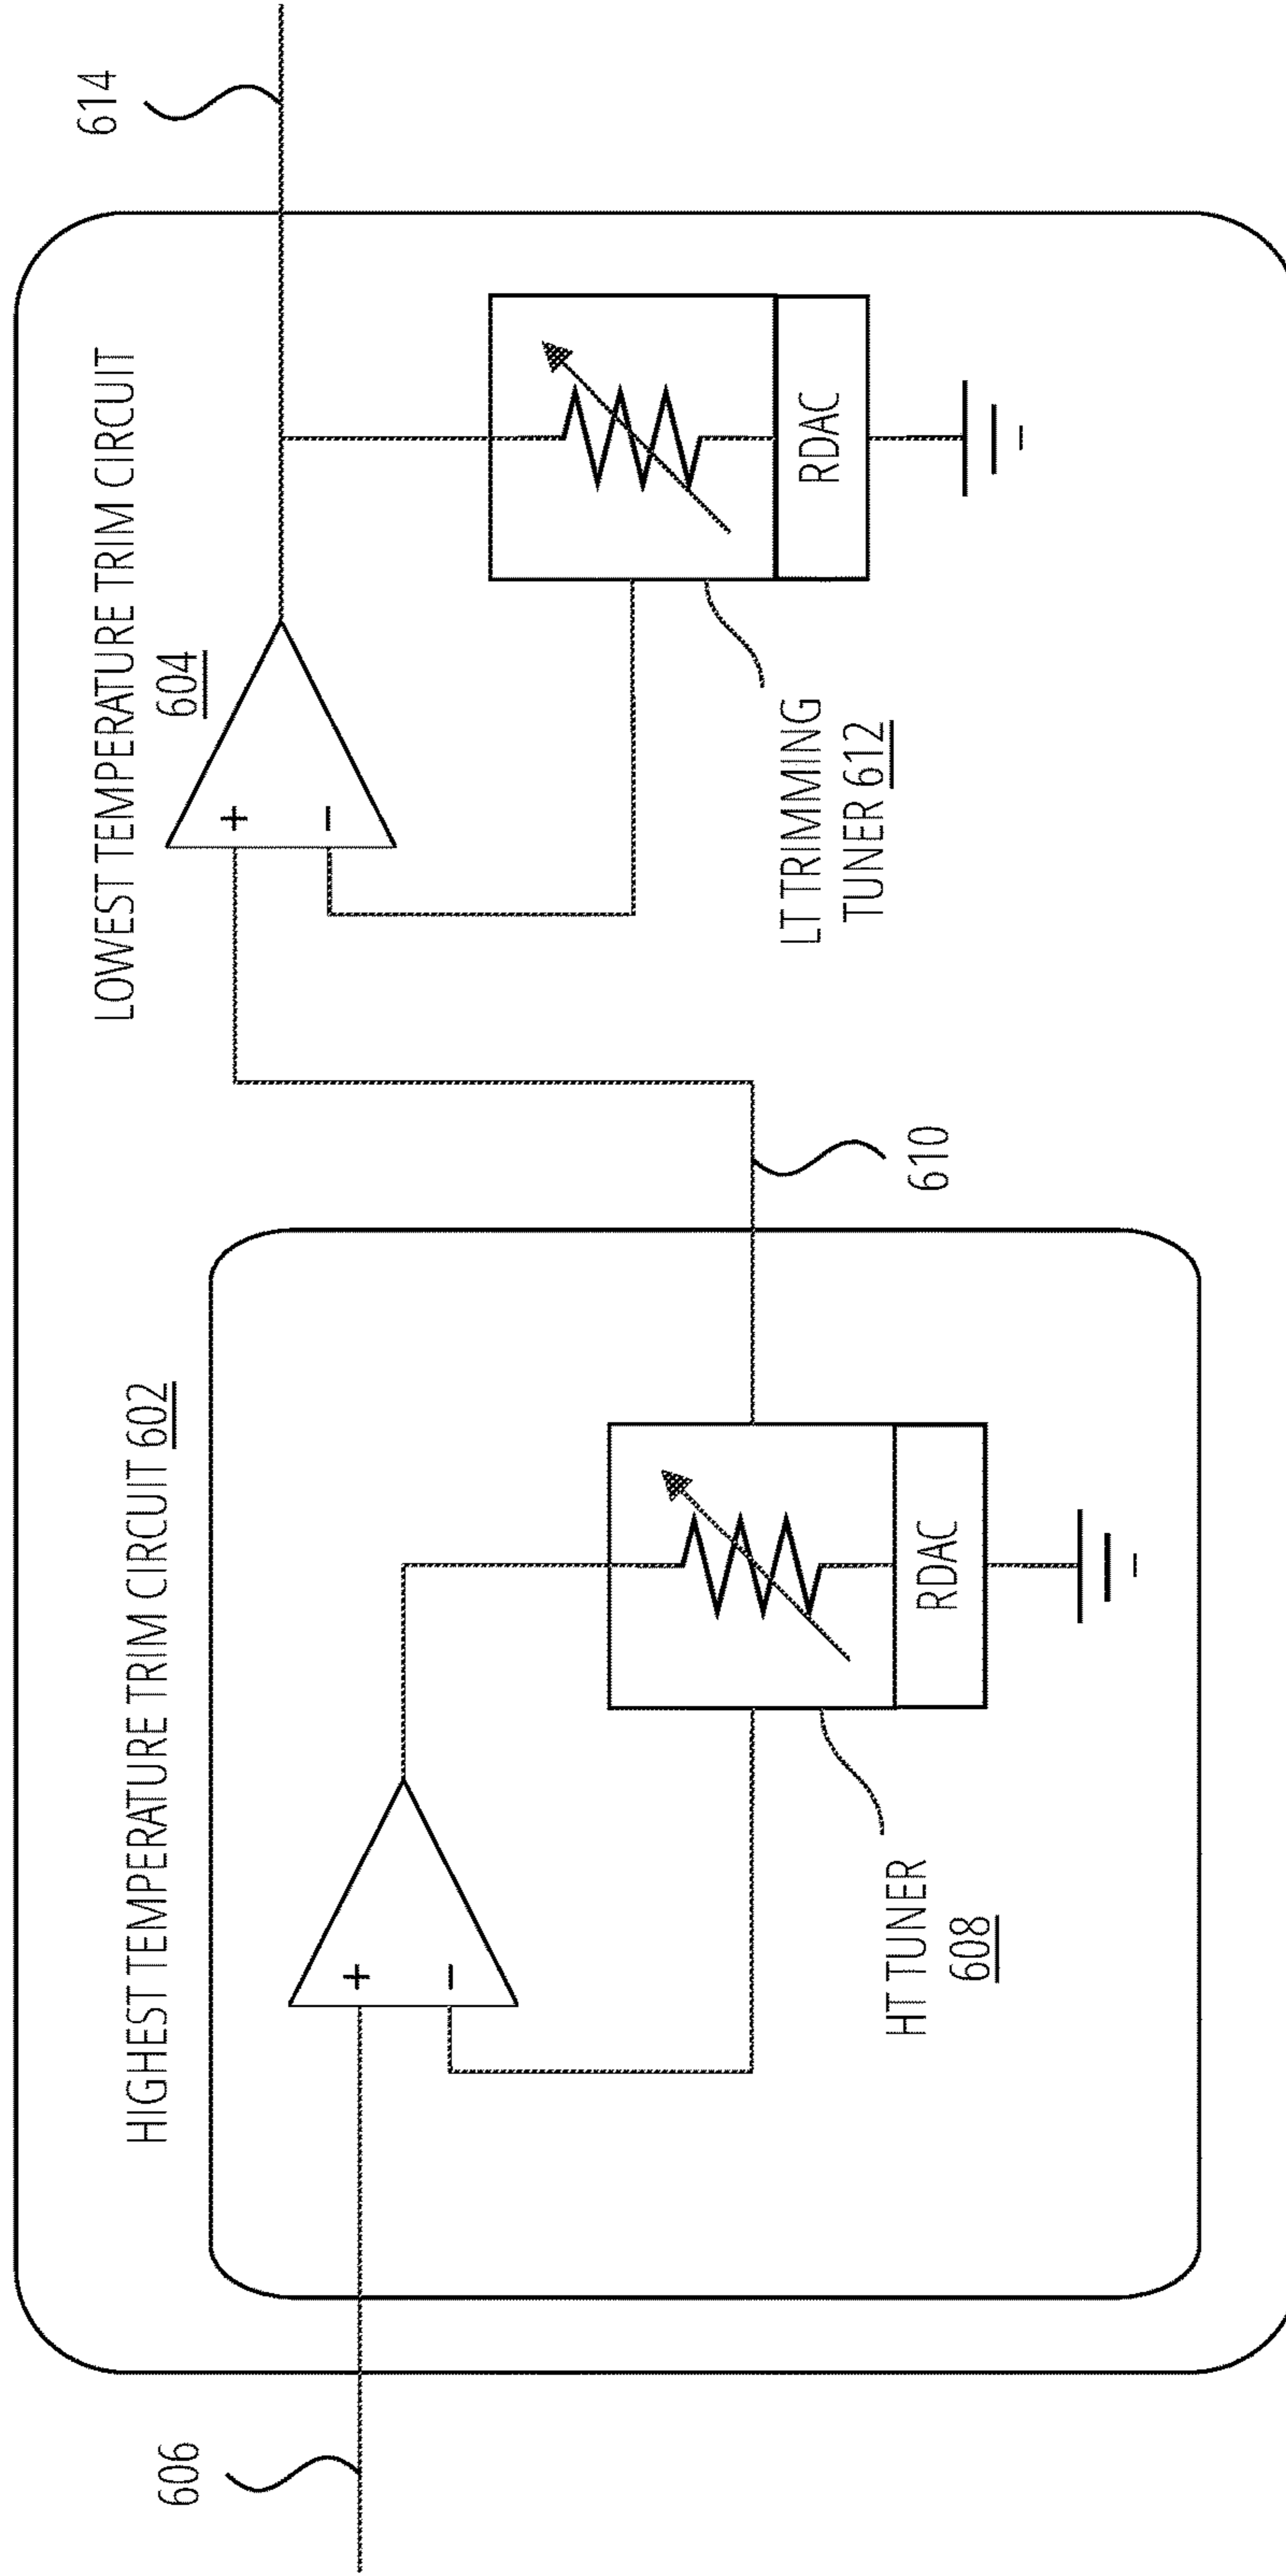 LOWEST TEMPERATURE TRIM CIRCUIT
604
614
HIGHEST TEMPERATURE TRIM CIRCUIT 602
606
+
−
+
−
RDAC
RDAC
LT TRIMMING
TUNER 612
610
HT TUNER
608